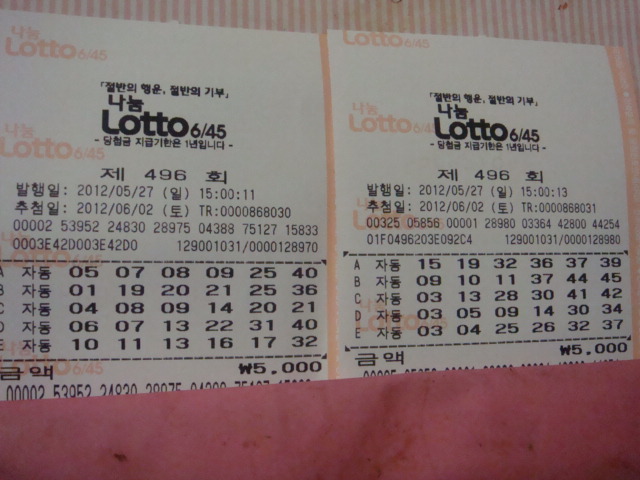 나눔
Lotto 6/45
「절반의 행운, 절반의 기부」
나눔
Lotto 6/45
- 당첨금 지급기한은 1년입니다 -
제 496 회
발행일: 2012/05/27 (일) 15:00:11
추첨일: 2012/06/02 (토) TR:0000868030
00002 53952 24830 28975 04388 75127 15833
0003E42D003E42D0 129001031/0000128970
A 자동 05 07 08 09 25 40
B 자동 01 19 20 21 25 36
C 자동 04 08 09 14 20 21
D 자동 06 07 13 22 31 40
E 자동 10 11 13 16 17 32
금액 ₩5,000
Lotto 6/45
「절반의 행운, 절반의 기부」
나눔
Lotto 6/45
- 당첨금 지급기한은 1년입니다 -
제 496 회
발행일: 2012/05/27 (일) 15:00:13
추첨일: 2012/06/02 (토) TR:0000868031
00325 05856 00001 28980 03364 42800 44254
01F0496203E092C4 129001031/0000128980
A 자동 15 19 32 36 37 39
B 자동 09 10 11 37 44 45
C 자동 03 13 28 30 41 42
D 자동 03 05 09 14 30 34
E 자동 03 04 25 26 32 37
금액 ₩5,000